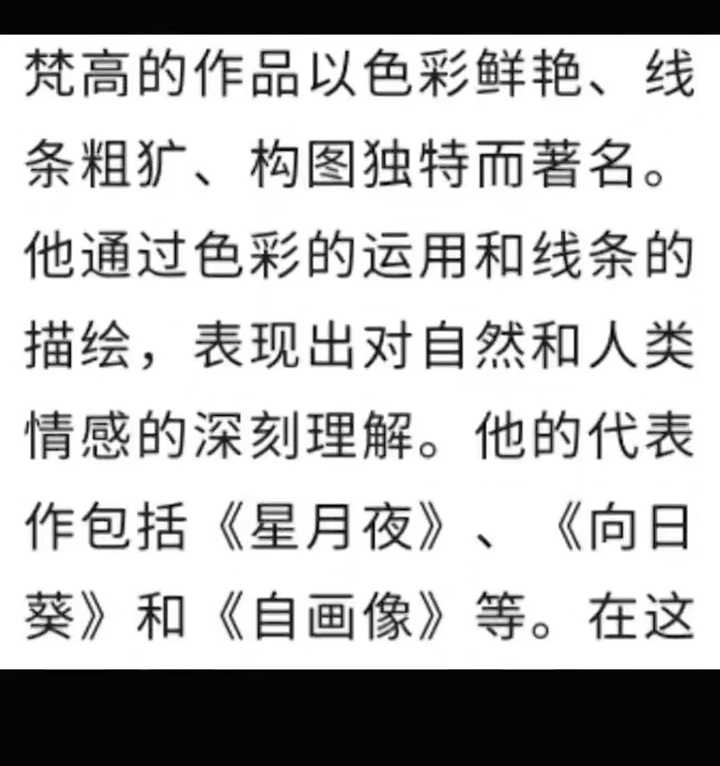 梵高的作品以色彩鲜艳、线
条粗犷、构图独特而著名。
他通过色彩的运用和线条的
描绘，表现出对自然和人类
情感的深刻理解。他的代表
作包括《星月夜》、《向日
葵》和《自画像》等。在这